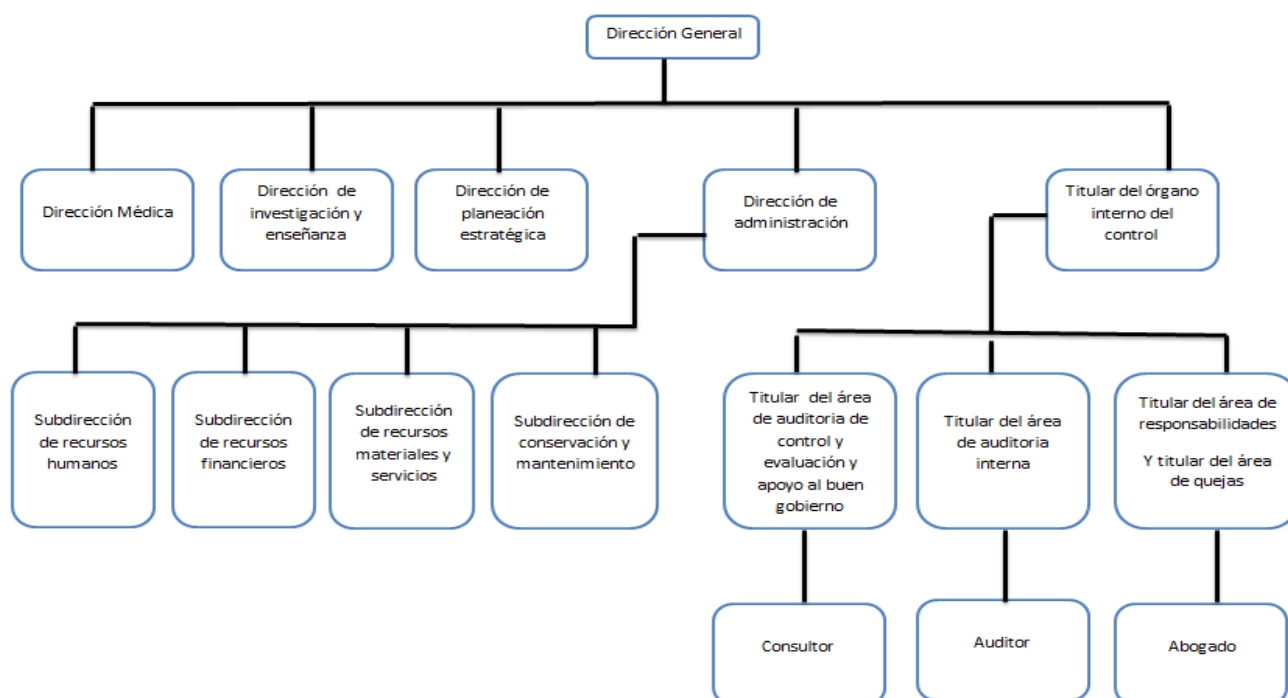 Dirección General
Dirección Médica
Dirección de
investigación y
enseñanza
Dirección de
planeación
estratégica
Dirección de
administración
Titular del órgano
interno del
control
Subdirección
de recursos
humanos
Subdirección
de recursos
financieros
Subdirección
de recursos
materiales y
servicios
Subdirección de
conservación y
mantenimiento
Titular del área
de auditoria de
control y
evaluación y
apoyo al buen
gobierno
Titular del área
de auditoria
interna
Titular del área de
responsabilidades
Y titular del área
de quejas
Consultor
Auditor
Abogado